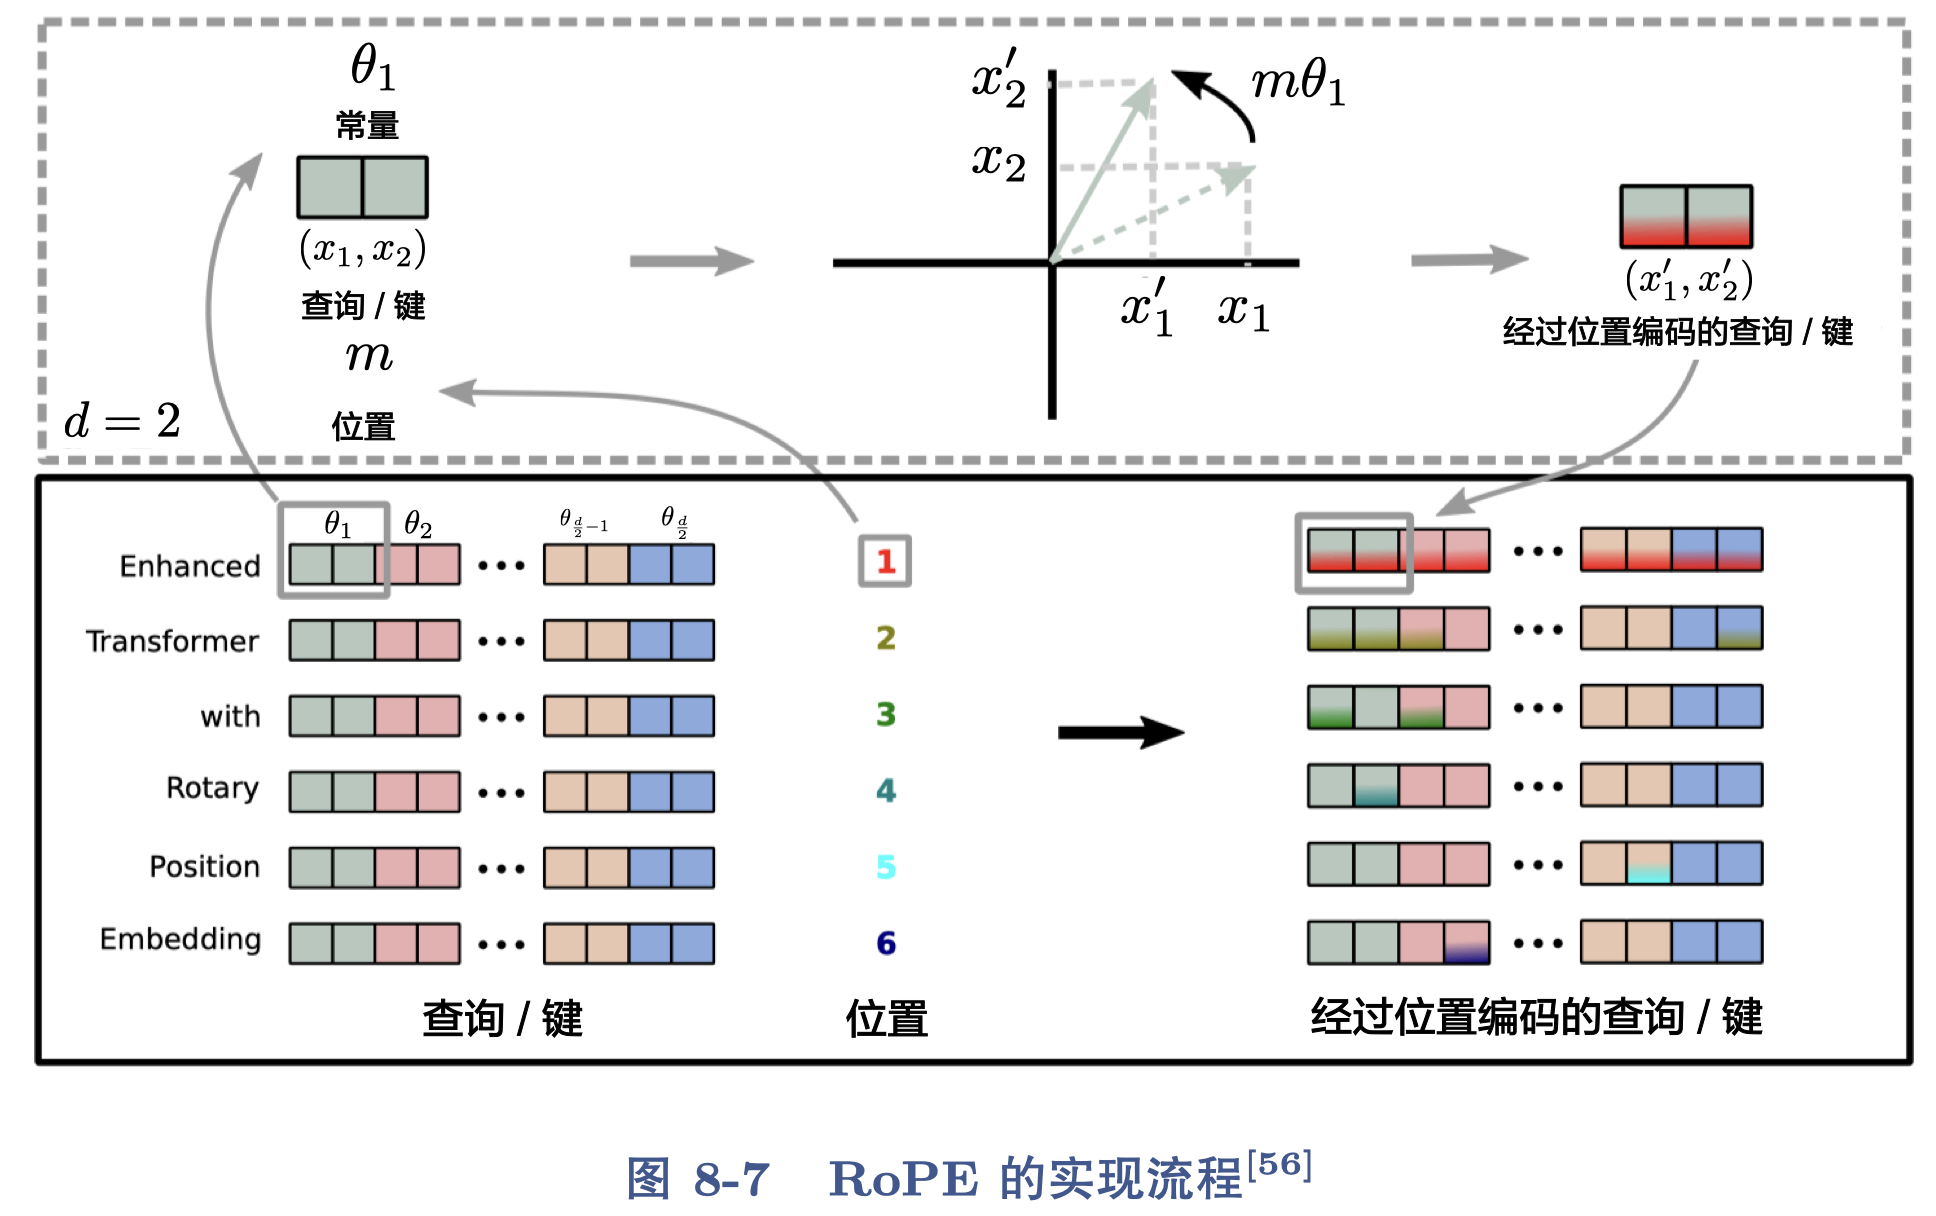 θ₁
常量
(x₁, x₂)
查询 / 键
m
位置
d = 2
x′₂
x₂
x′₁
x₁
mθ₁
(x′₁, x′₂)
经过位置编码的查询 / 键
θ₁ θ₂ ••• θ_{d/2−1} θ_{d/2}
Enhanced ••• 1 •••
Transformer ••• 2 •••
with ••• 3 •••
Rotary ••• 4 •••
Position ••• 5 •••
Embedding ••• 6 •••
查询 / 键 位置 经过位置编码的查询 / 键
图 8-7 RoPE 的实现流程[56]